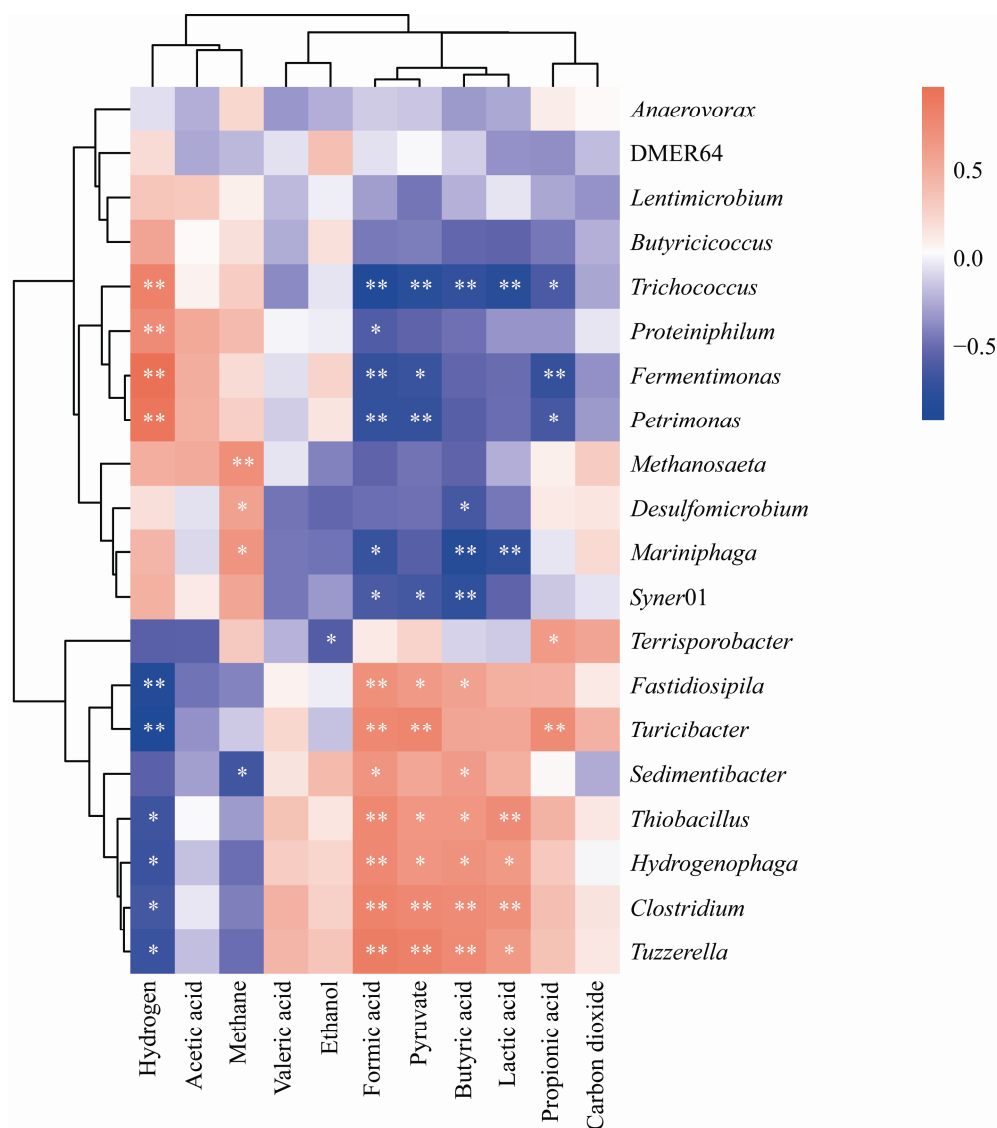 Anaerovorax
DMER64
Lentimicrobium
Butyricicoccus
** ** ** ** ** * Trichococcus
** * Proteiniphilum
** ** * ** Fermentimonas
** ** ** * Petrimonas
** Methanosaeta
* * Desulfomicrobium
* * ** ** Mariniphaga
* * ** Syner01
* * Terrisporobacter
** ** * * Fastidiosipila
** ** ** ** Turicibacter
* * * Sedimentibacter
* ** * * ** Thiobacillus
* ** * * * Hydrogenophaga
* ** ** ** ** Clostridium
* ** ** ** * Tuzzerella
0.5
0.0
−0.5
Hydrogen
Acetic acid
Methane
Valeric acid
Ethanol
Formic acid
Pyruvate
Butyric acid
Lactic acid
Propionic acid
Carbon dioxide